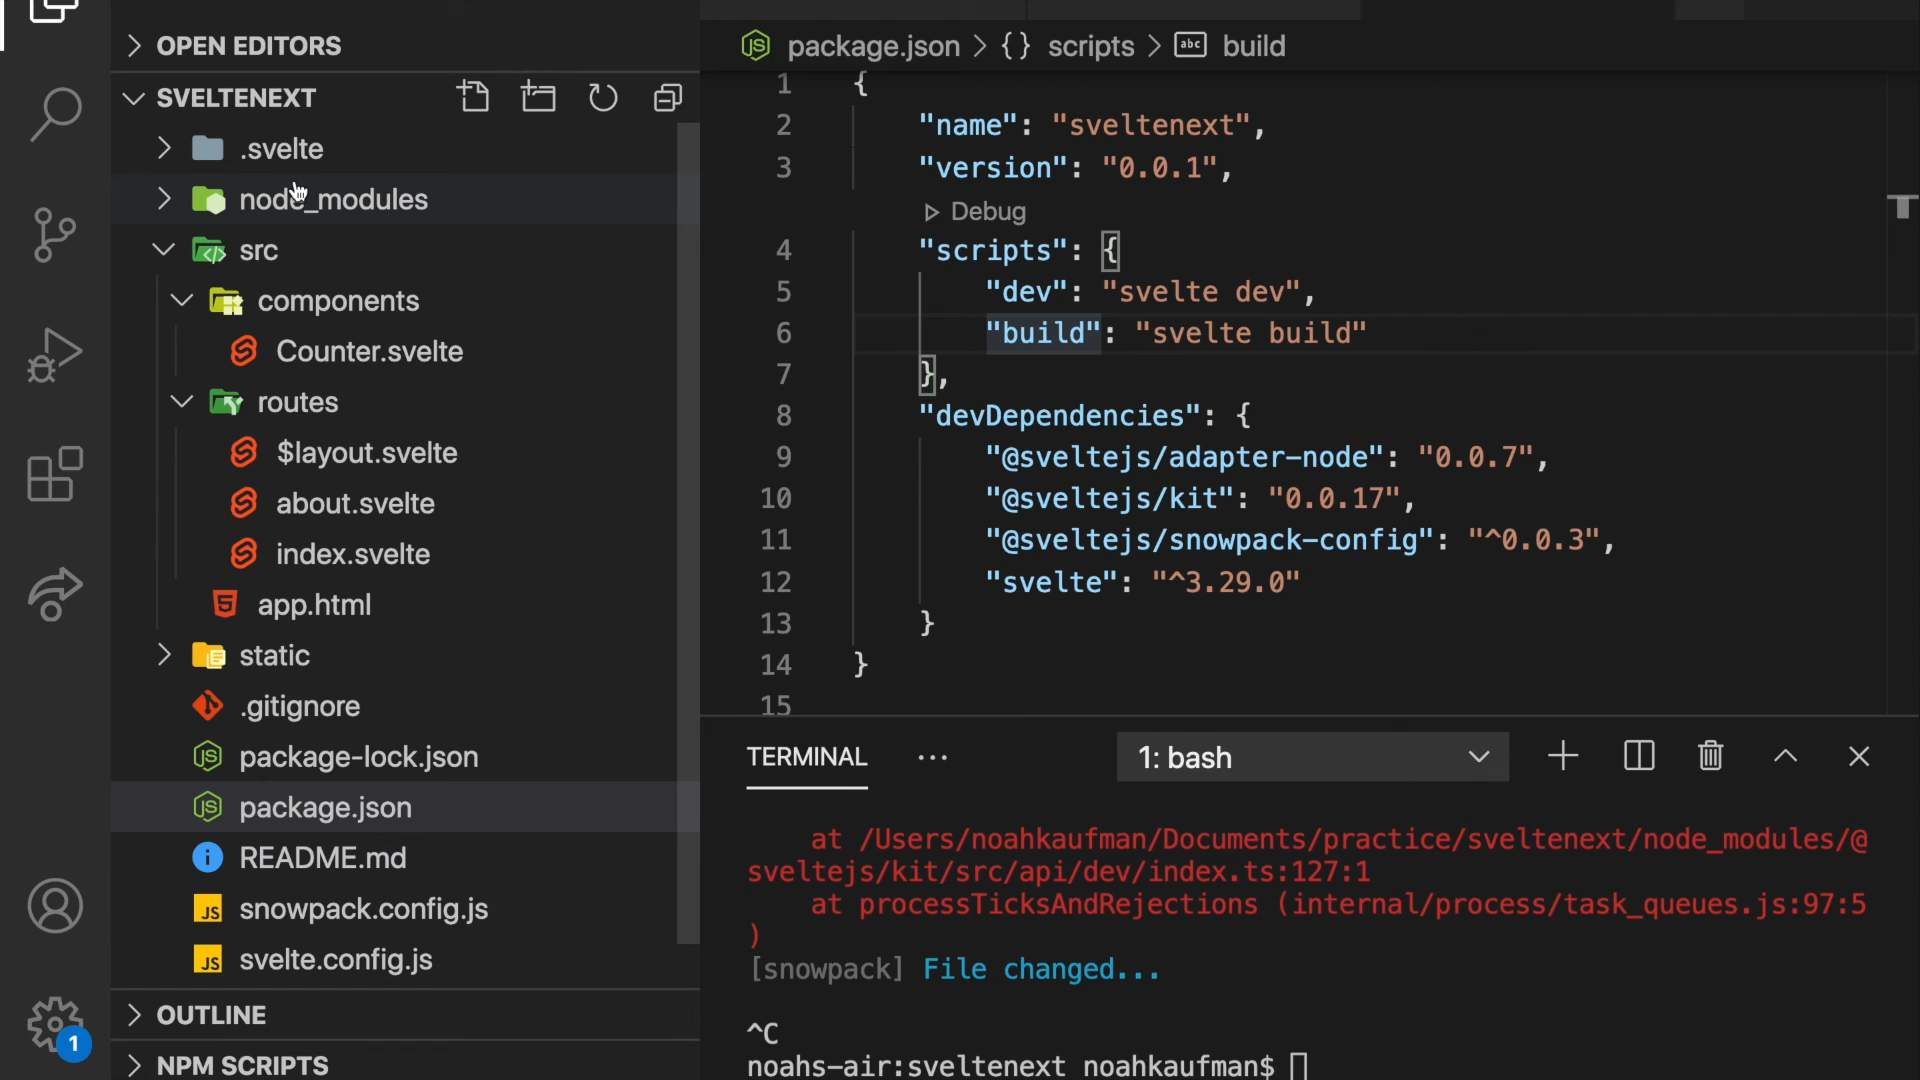 OPEN EDITORS
SVELTENEXT
.svelte
node_modules
src
components
Counter.svelte
routes
$layout.svelte
about.svelte
index.svelte
app.html
static
.gitignore
package-lock.json
package.json
README.md
snowpack.config.js
svelte.config.js
OUTLINE
NPM SCRIPTS
1
package.json > {} scripts > abc build
1 {
2 "name": "sveltenext",
3 "version": "0.0.1",
Debug
4 "scripts": {
5 "dev": "svelte dev",
6 "build": "svelte build"
7 },
8 "devDependencies": {
9 "@sveltejs/adapter-node": "0.0.7",
10 "@sveltejs/kit": "0.0.17",
11 "@sveltejs/snowpack-config": "^0.0.3",
12 "svelte": "^3.29.0"
13 }
14 }
15
TERMINAL ... 1: bash
at /Users/noahkaufman/Documents/practice/sveltenext/node_modules/@
sveltejs/kit/src/api/dev/index.ts:127:1
at processTicksAndRejections (internal/process/task_queues.js:97:5
)
[snowpack] File changed...
^C
noahs-air:sveltenext noahkaufman$